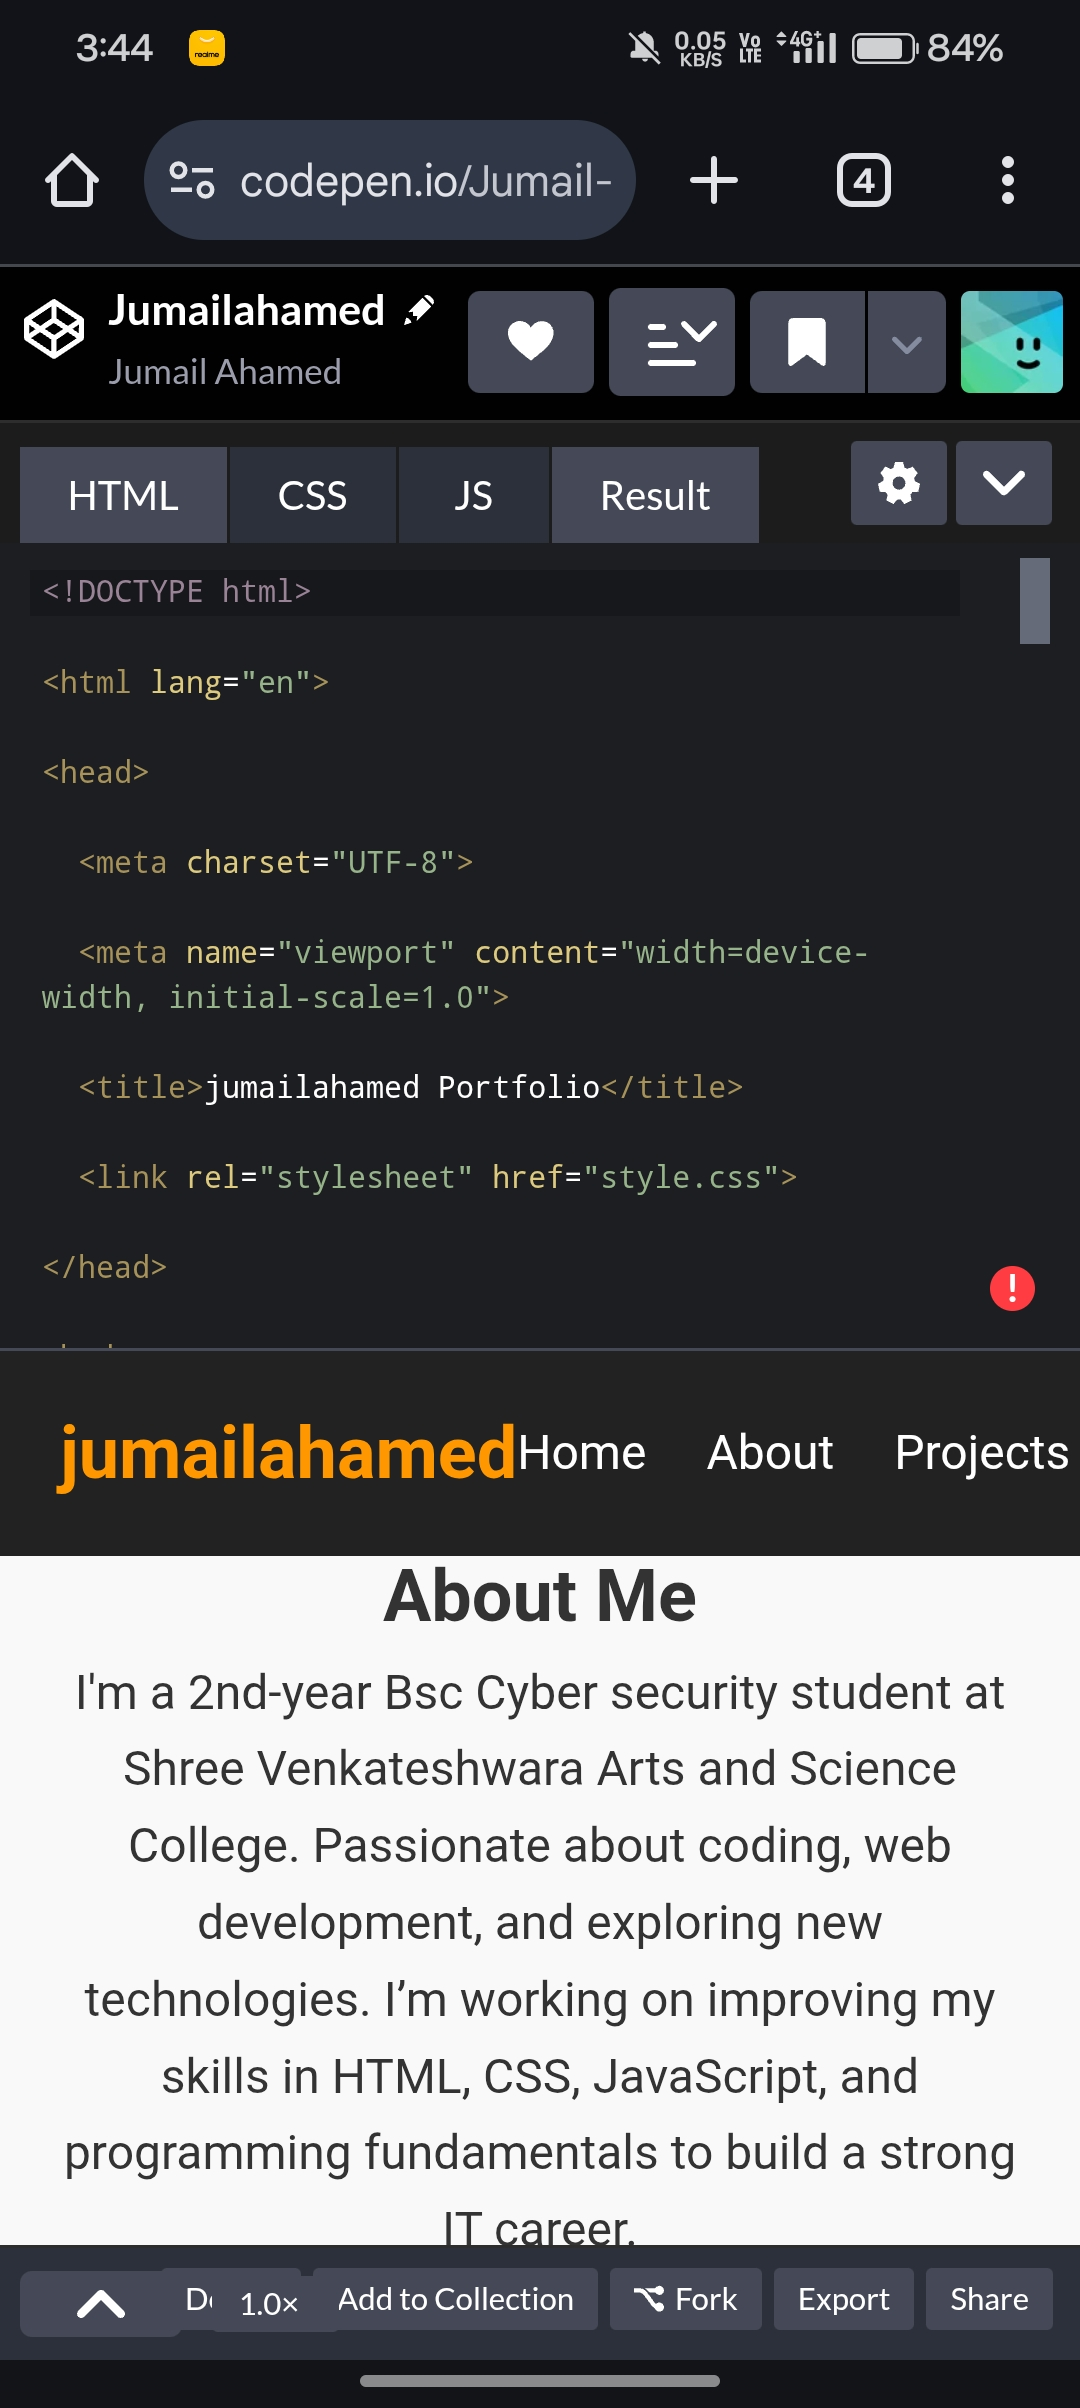 3:44
realme
0.05 KB/S
Vo LTE
4G+
84%
codepen.io/Jumail-
4
Jumailahamed
Jumail Ahamed
HTML
CSS
JS
Result
<!DOCTYPE html>
<html lang="en">
<head>
<meta charset="UTF-8">
<meta name="viewport" content="width=device-
width, initial-scale=1.0">
<title>jumailahamed Portfolio</title>
<link rel="stylesheet" href="style.css">
</head>
!
jumailahamed
Home
About
Projects
About Me
I'm a 2nd-year Bsc Cyber security student at
Shree Venkateshwara Arts and Science
College. Passionate about coding, web
development, and exploring new
technologies. I’m working on improving my
skills in HTML, CSS, JavaScript, and
programming fundamentals to build a strong
IT career.
1.0×
Add to Collection
Fork
Export
Share